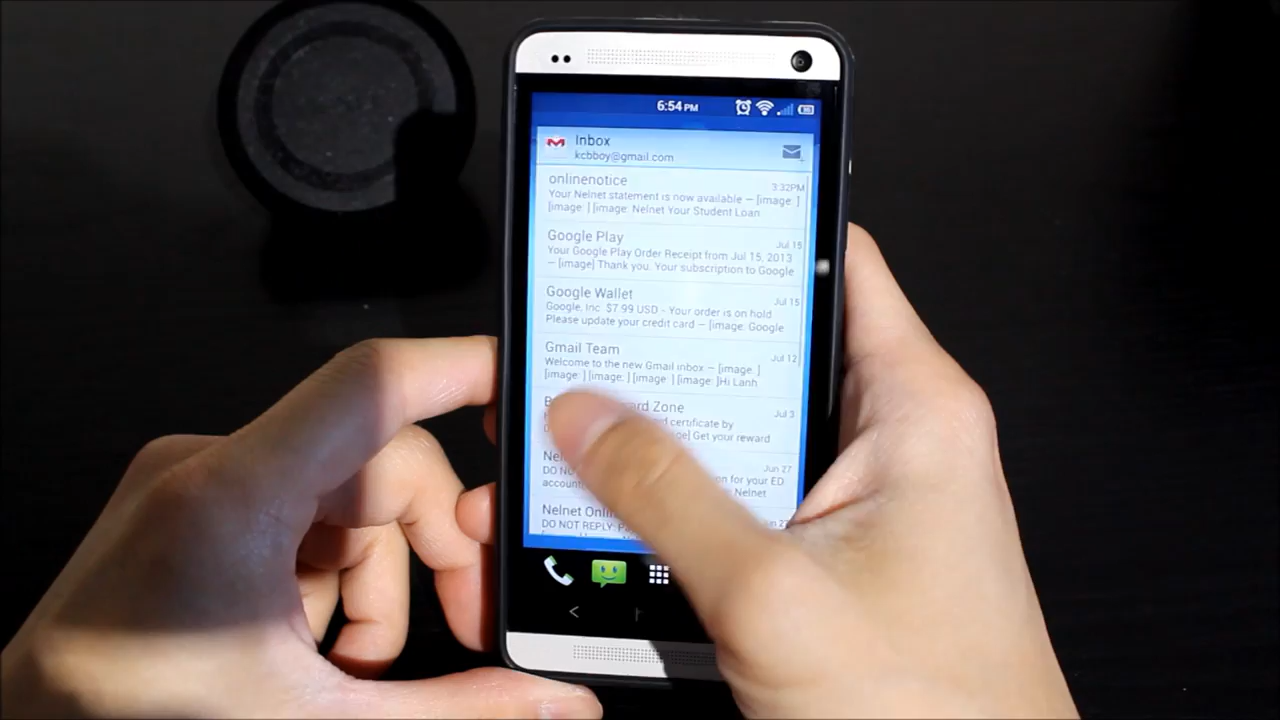 6:54 PM
Inbox
kcbboy@gmail.com
onlinenotice
3:32PM
Your Nelnet statement is now available — [image: ]
[image: ] [image: Nelnet Your Student Loan
Google Play
Jul 15
Your Google Play Order Receipt from Jul 15, 2013
— [image] Thank you. Your subscription to Google
Google Wallet
Jul 15
Google, Inc. $7.99 USD - Your order is on hold
Please update your credit card — [image: Google
Gmail Team
Jul 12
Welcome to the new Gmail inbox — [image: ]
[image: ] [image: ] [image: ] [image: ]Hi Lanh
Zone
Jul 3
certificate by
Get your reward
Jun 27
DO for your ED
account, Nelnet
Nelnet
DO NOT REPLY: